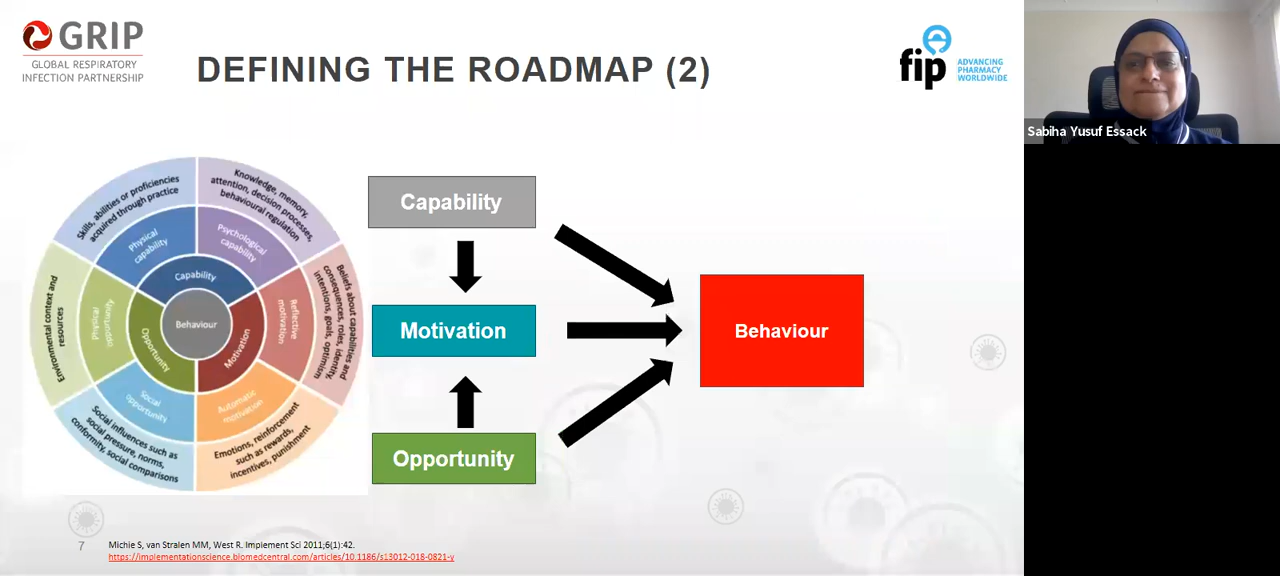 GRIP
GLOBAL RESPIRATORY
INFECTION PARTNERSHIP
DEFINING THE ROADMAP (2)
fip
ADVANCING
PHARMACY
WORLDWIDE
Sabiha Yusuf Essack
Skills, abilities or proficiencies
acquired through practice
Knowledge, memory,
attention, decision processes,
behavioural regulation
Physical
capability
Psychological
capability
Capability
Environmental context and
resources
Physical
opportunity
Opportunity
Behaviour
Motivation
Reflective
motivation
Beliefs about capabilities and
consequences, roles, identity,
intentions, goals, optimism
Social
opportunity
Automatic
motivation
Social influences such as
social pressure, norms,
conformity, social comparisons
Emotions, reinforcement
such as rewards,
incentives, punishment
Capability
Motivation
Opportunity
Behaviour
7
Michie S, van Stralen MM, West R. Implement Sci 2011;6(1):42.
https://implementationscience.biomedcentral.com/articles/10.1186/s13012-018-0821-y